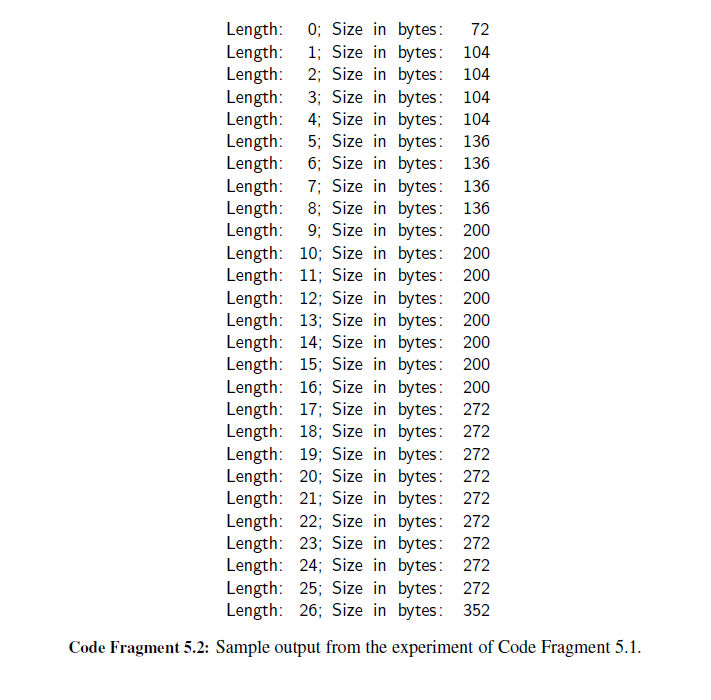 Length: 0; Size in bytes: 72
Length: 1; Size in bytes: 104
Length: 2; Size in bytes: 104
Length: 3; Size in bytes: 104
Length: 4; Size in bytes: 104
Length: 5; Size in bytes: 136
Length: 6; Size in bytes: 136
Length: 7; Size in bytes: 136
Length: 8; Size in bytes: 136
Length: 9; Size in bytes: 200
Length: 10; Size in bytes: 200
Length: 11; Size in bytes: 200
Length: 12; Size in bytes: 200
Length: 13; Size in bytes: 200
Length: 14; Size in bytes: 200
Length: 15; Size in bytes: 200
Length: 16; Size in bytes: 200
Length: 17; Size in bytes: 272
Length: 18; Size in bytes: 272
Length: 19; Size in bytes: 272
Length: 20; Size in bytes: 272
Length: 21; Size in bytes: 272
Length: 22; Size in bytes: 272
Length: 23; Size in bytes: 272
Length: 24; Size in bytes: 272
Length: 25; Size in bytes: 272
Length: 26; Size in bytes: 352
Code Fragment 5.2: Sample output from the experiment of Code Fragment 5.1.